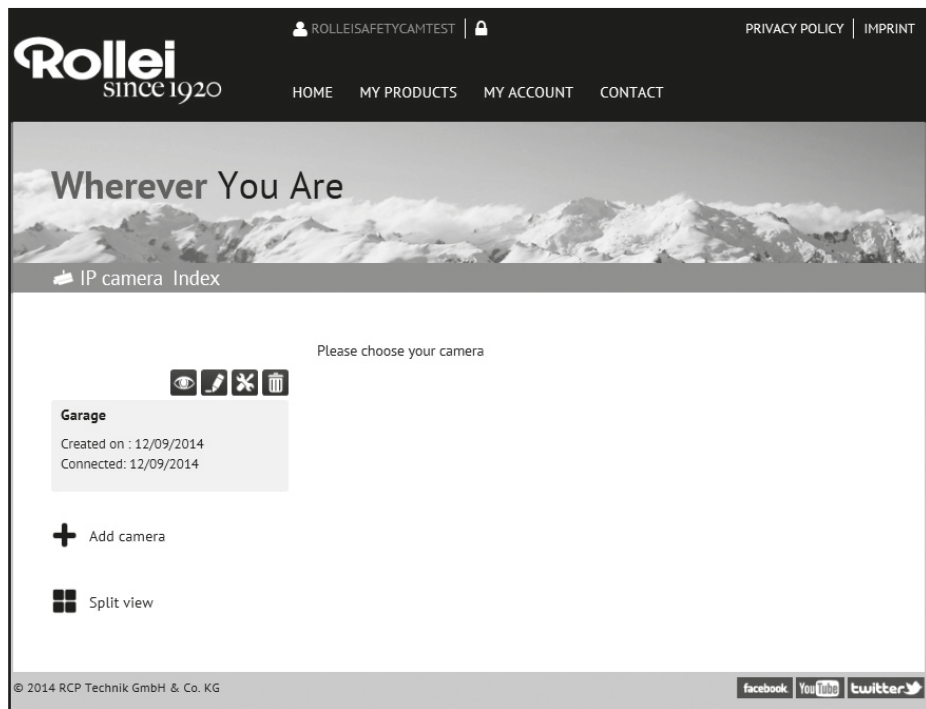 ROLLEISAFETYCAMTEST
PRIVACY POLICY | IMPRINT
Rollei
since 1920
HOME MY PRODUCTS MY ACCOUNT CONTACT
Wherever You Are
IP camera Index
Please choose your camera
Garage
Created on : 12/09/2014
Connected: 12/09/2014
Add camera
Split view
© 2014 RCP Technik GmbH & Co. KG
facebook YouTube twitter